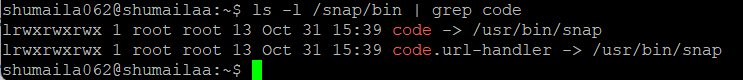 shumaila062@shumailaa:~$ ls -l /snap/bin | grep code
lrwxrwxrwx 1 root root 13 Oct 31 15:39 code -> /usr/bin/snap
lrwxrwxrwx 1 root root 13 Oct 31 15:39 code.url-handler -> /usr/bin/snap
shumaila062@shumailaa:~$